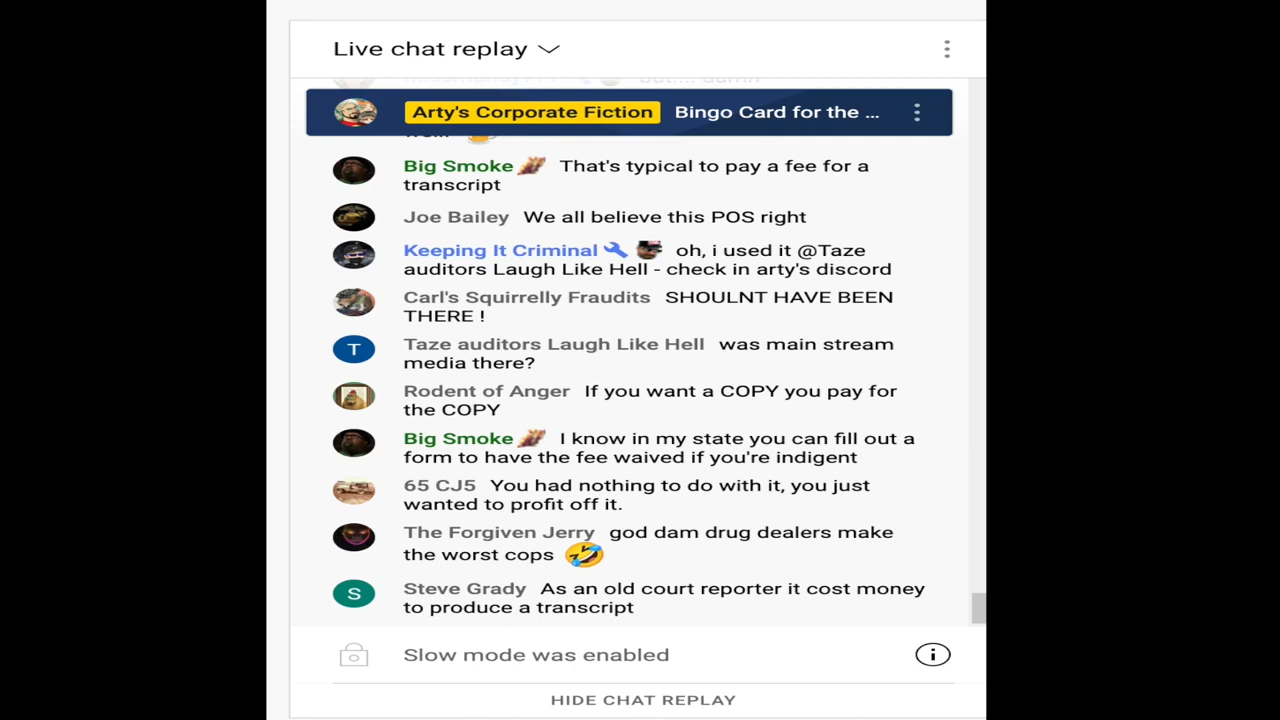 Live chat replay
but.... damn
Arty's Corporate Fiction Bingo Card for the ...
Big Smoke That's typical to pay a fee for a
transcript
Joe Bailey We all believe this POS right
Keeping It Criminal oh, i used it @Taze
auditors Laugh Like Hell - check in arty's discord
Carl's Squirrelly Fraudits SHOULNT HAVE BEEN
THERE !
T
Taze auditors Laugh Like Hell was main stream
media there?
Rodent of Anger If you want a COPY you pay for
the COPY
Big Smoke I know in my state you can fill out a
form to have the fee waived if you're indigent
65 CJ5 You had nothing to do with it, you just
wanted to profit off it.
The Forgiven Jerry god dam drug dealers make
the worst cops 🤣
S
Steve Grady As an old court reporter it cost money
to produce a transcript
Slow mode was enabled
HIDE CHAT REPLAY